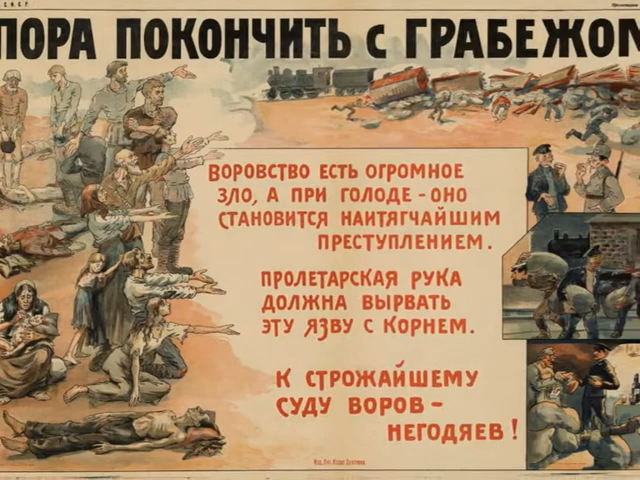 ПОРА ПОКОНЧИТЬ С ГРАБЕЖОМ
ВОРОВСТВО ЕСТЬ ОГРОМНОЕ
ЗЛО, А ПРИ ГОЛОДЕ - ОНО
СТАНОВИТСЯ НАИТЯГЧАЙШИМ
ПРЕСТУПЛЕНИЕМ.
ПРОЛЕТАРСКАЯ РУКА
ДОЛЖНА ВЫРВАТЬ
ЭТУ ЯЗВУ С КОРНЕМ.
К СТРОЖАЙШЕМУ
СУДУ ВОРОВ -
НЕГОДЯЕВ!